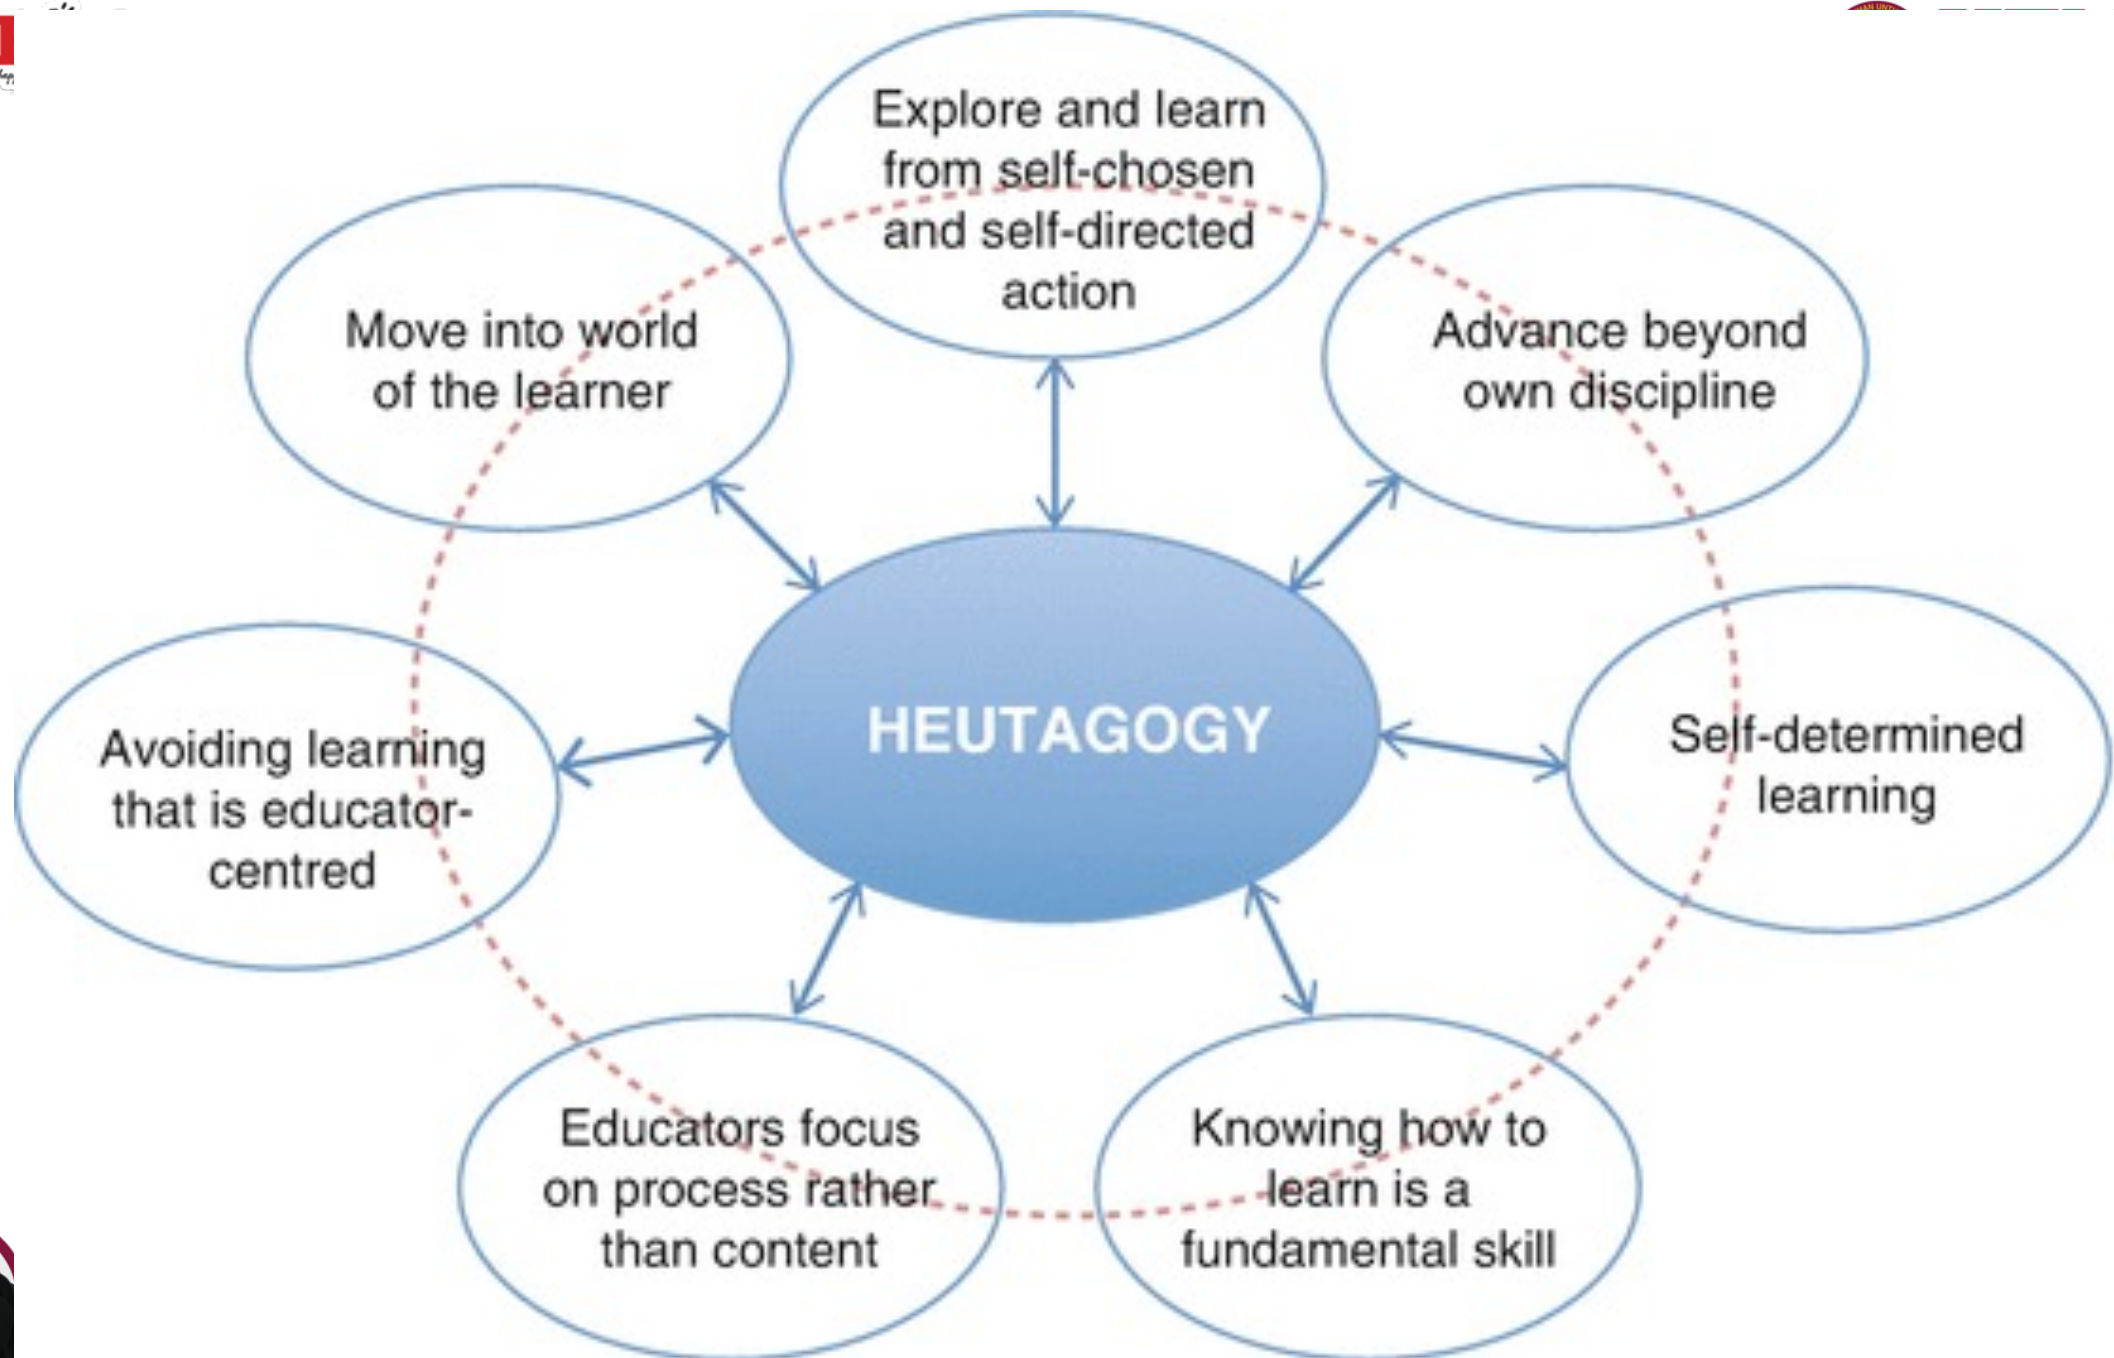 Explore and learn
from self-chosen
and self-directed
action
Move into world
of the learner
Advance beyond
own discipline
HEUTAGOGY
Self-determined
learning
Avoiding learning
that is educator-
centred
Educators focus
on process rather
than content
Knowing how to
learn is a
fundamental skill